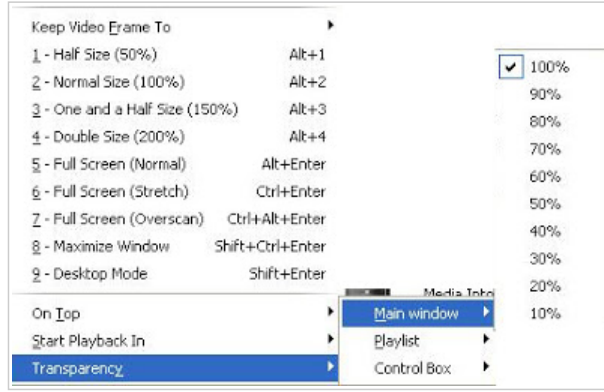 Keep Video Frame To
1 - Half Size (50%) Alt+1
2 - Normal Size (100%) Alt+2
3 - One and a Half Size (150%) Alt+3
4 - Double Size (200%) Alt+4
5 - Full Screen (Normal) Alt+Enter
6 - Full Screen (Stretch) Ctrl+Enter
7 - Full Screen (Overscan) Ctrl+Alt+Enter
8 - Maximize Window Shift+Ctrl+Enter
9 - Desktop Mode Shift+Enter
On Top
Start Playback In
Transparency
Media Info
Main window
Playlist
Control Box
100%
90%
80%
70%
60%
50%
40%
30%
20%
10%